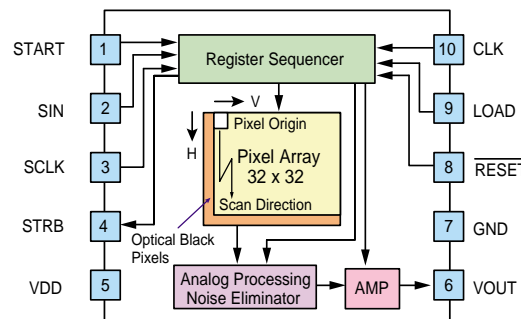 START
1
SIN
2
SCLK
3
STRB
4
VDD
5
Register Sequencer
V
H
Pixel Origin
Pixel Array
32 x 32
Scan Direction
Optical Black
Pixels
Analog Processing
Noise Eliminator
AMP
10
CLK
9
LOAD
8
RESET
7
GND
6
VOUT